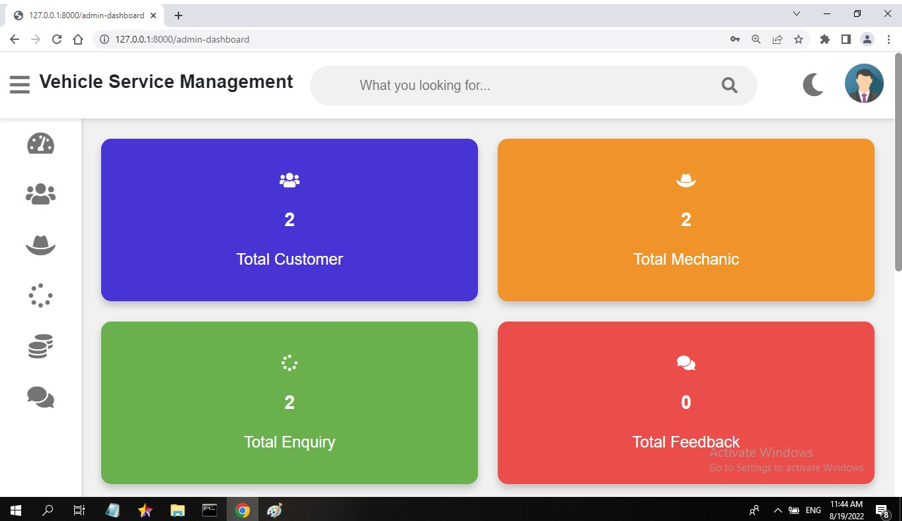 127.0.0.1:8000/admin-dashboard
127.0.0.1:8000/admin-dashboard
Vehicle Service Management
What you looking for...
2
Total Customer
2
Total Mechanic
2
Total Enquiry
0
Total Feedback
Activate Windows
Go to Settings to activate Windows.
ENG
11:44 AM
8/19/2022
8